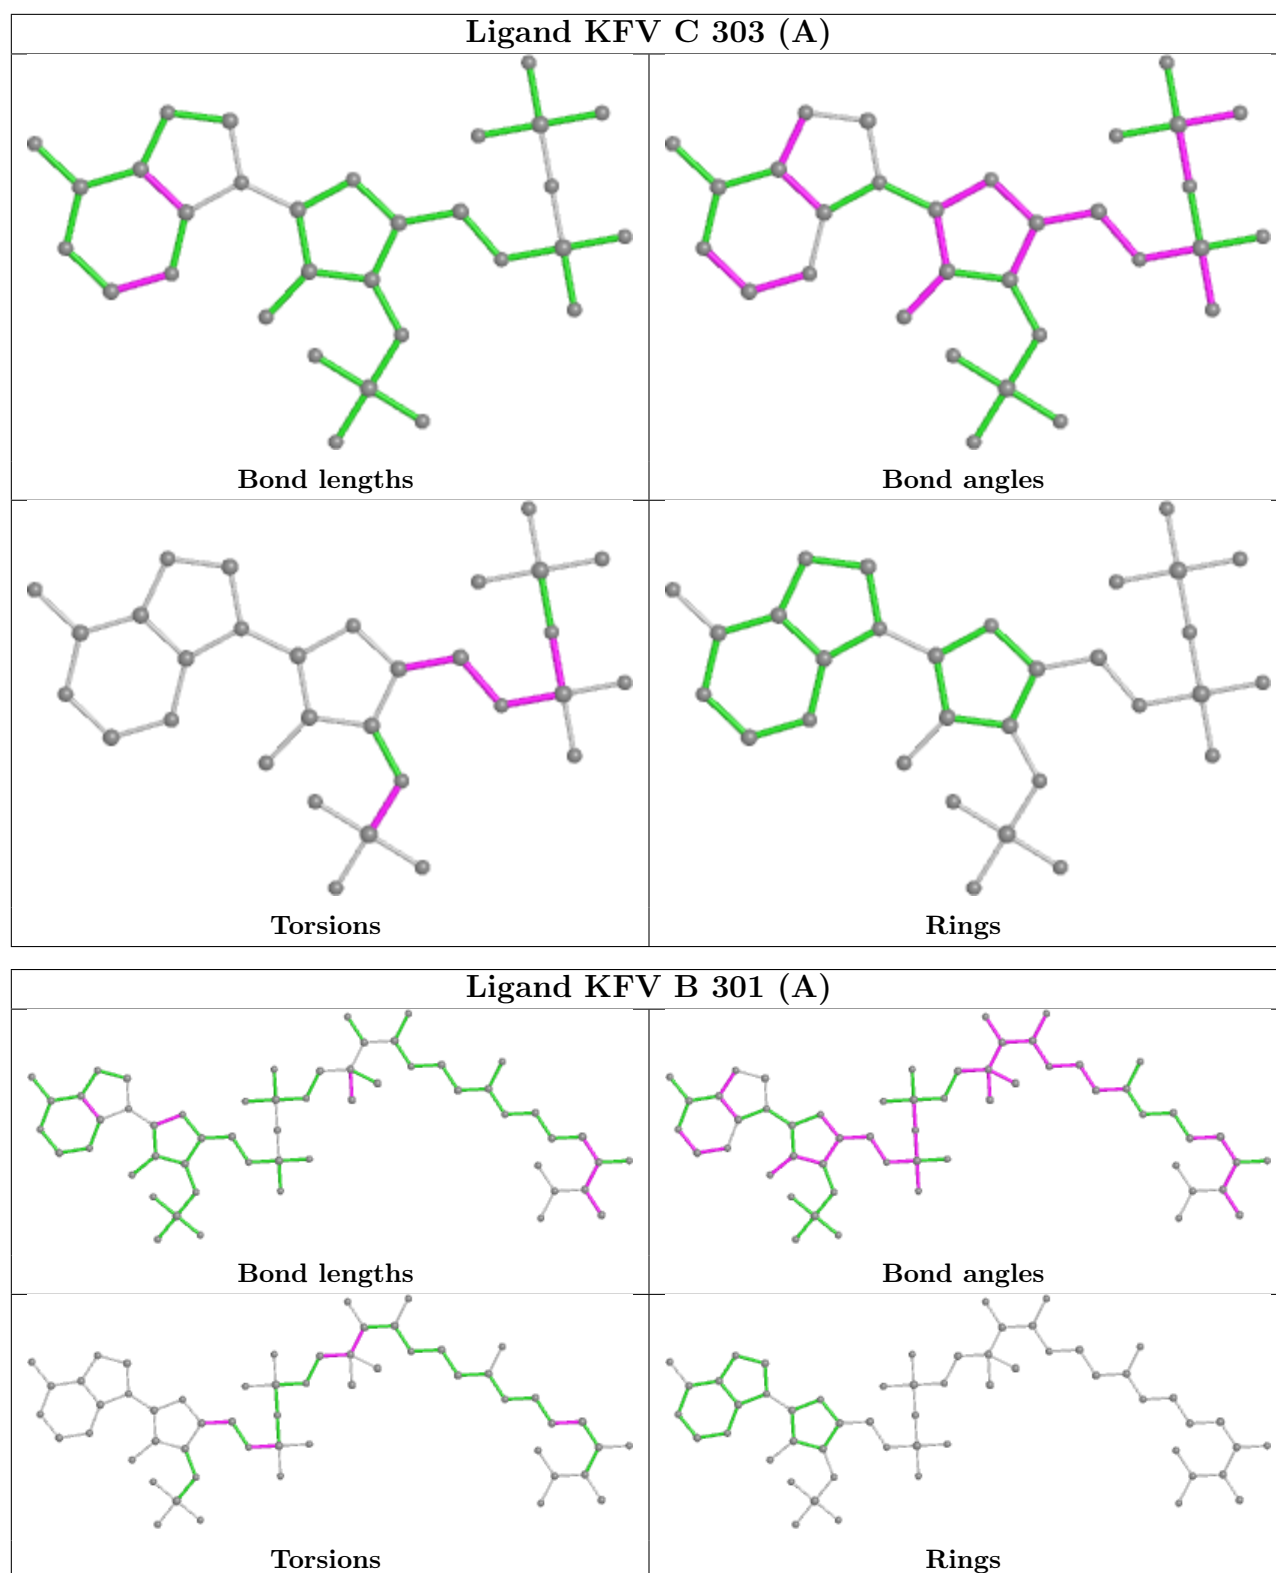 Ligand KFV C 303 (A)
Bond lengths
Bond angles
Torsions
Rings
Ligand KFV B 301 (A)
Bond lengths
Bond angles
Torsions
Rings